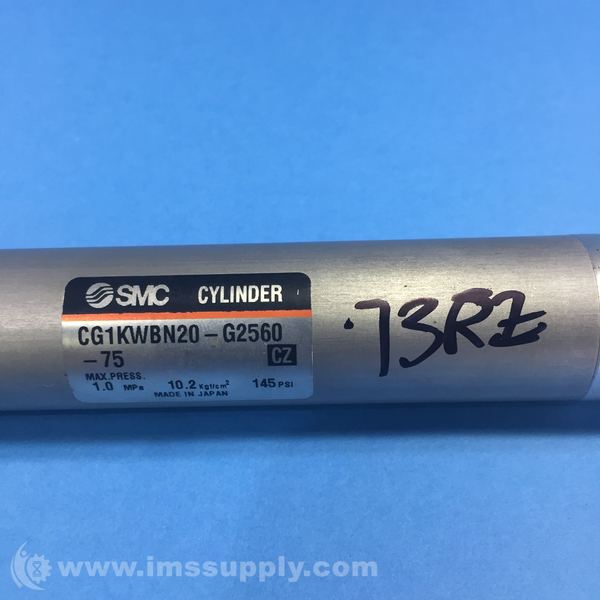 SMC CYLINDER
CG1KWBN20-G2560
-75 CZ
MAX.PRESS.
1.0 MPa 10.2 Kgf/cm² 145 PSI
MADE IN JAPAN
.73RZ
www.imssupply.com